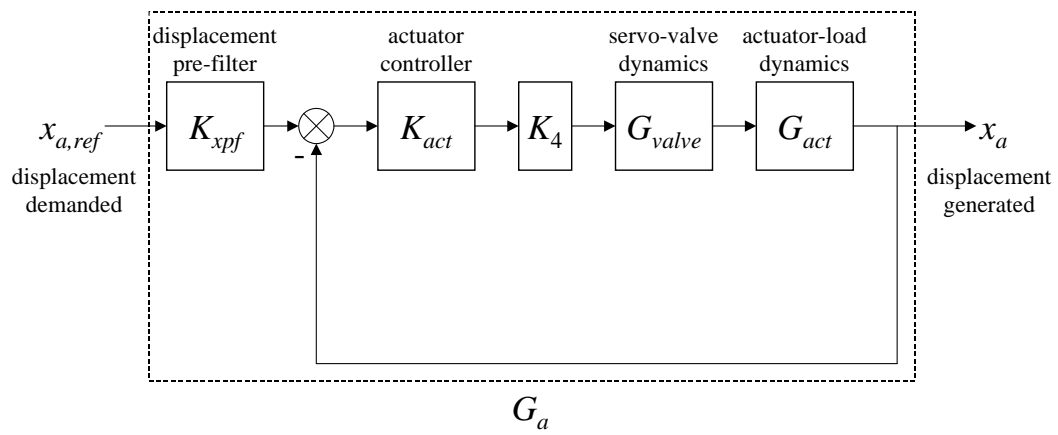 displacement
pre-filter
actuator
controller
servo-valve
dynamics
actuator-load
dynamics
x_{a,ref}
K_{xpf}
K_{act}
K_4
G_{valve}
G_{act}
x_a
-
displacement
demanded
displacement
generated
G_a